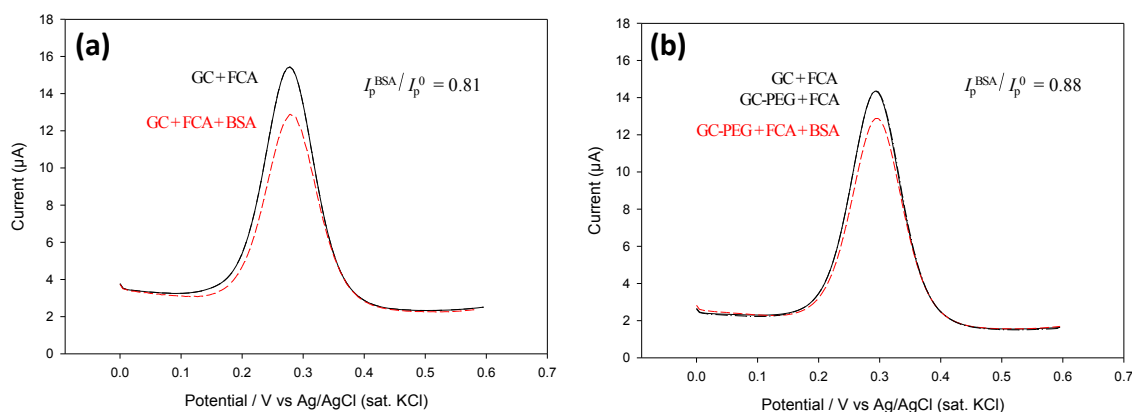 (a)
GC + FCA
GC + FCA + BSA
I_p^BSA / I_p^0 = 0.81
Current (µA)
18
16
14
12
10
8
6
4
2
0
0.0 0.1 0.2 0.3 0.4 0.5 0.6 0.7
Potential / V vs Ag/AgCl (sat. KCl)
(b)
GC + FCA
GC-PEG + FCA
GC-PEG + FCA + BSA
I_p^BSA / I_p^0 = 0.88
Current (µA)
18
16
14
12
10
8
6
4
2
0
0.0 0.1 0.2 0.3 0.4 0.5 0.6 0.7
Potential / V vs Ag/AgCl (sat. KCl)